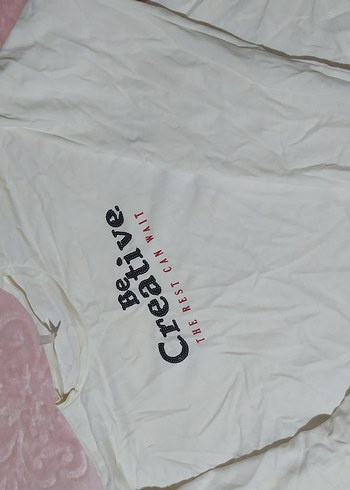 Be
Creative.
THE REST CAN WAIT